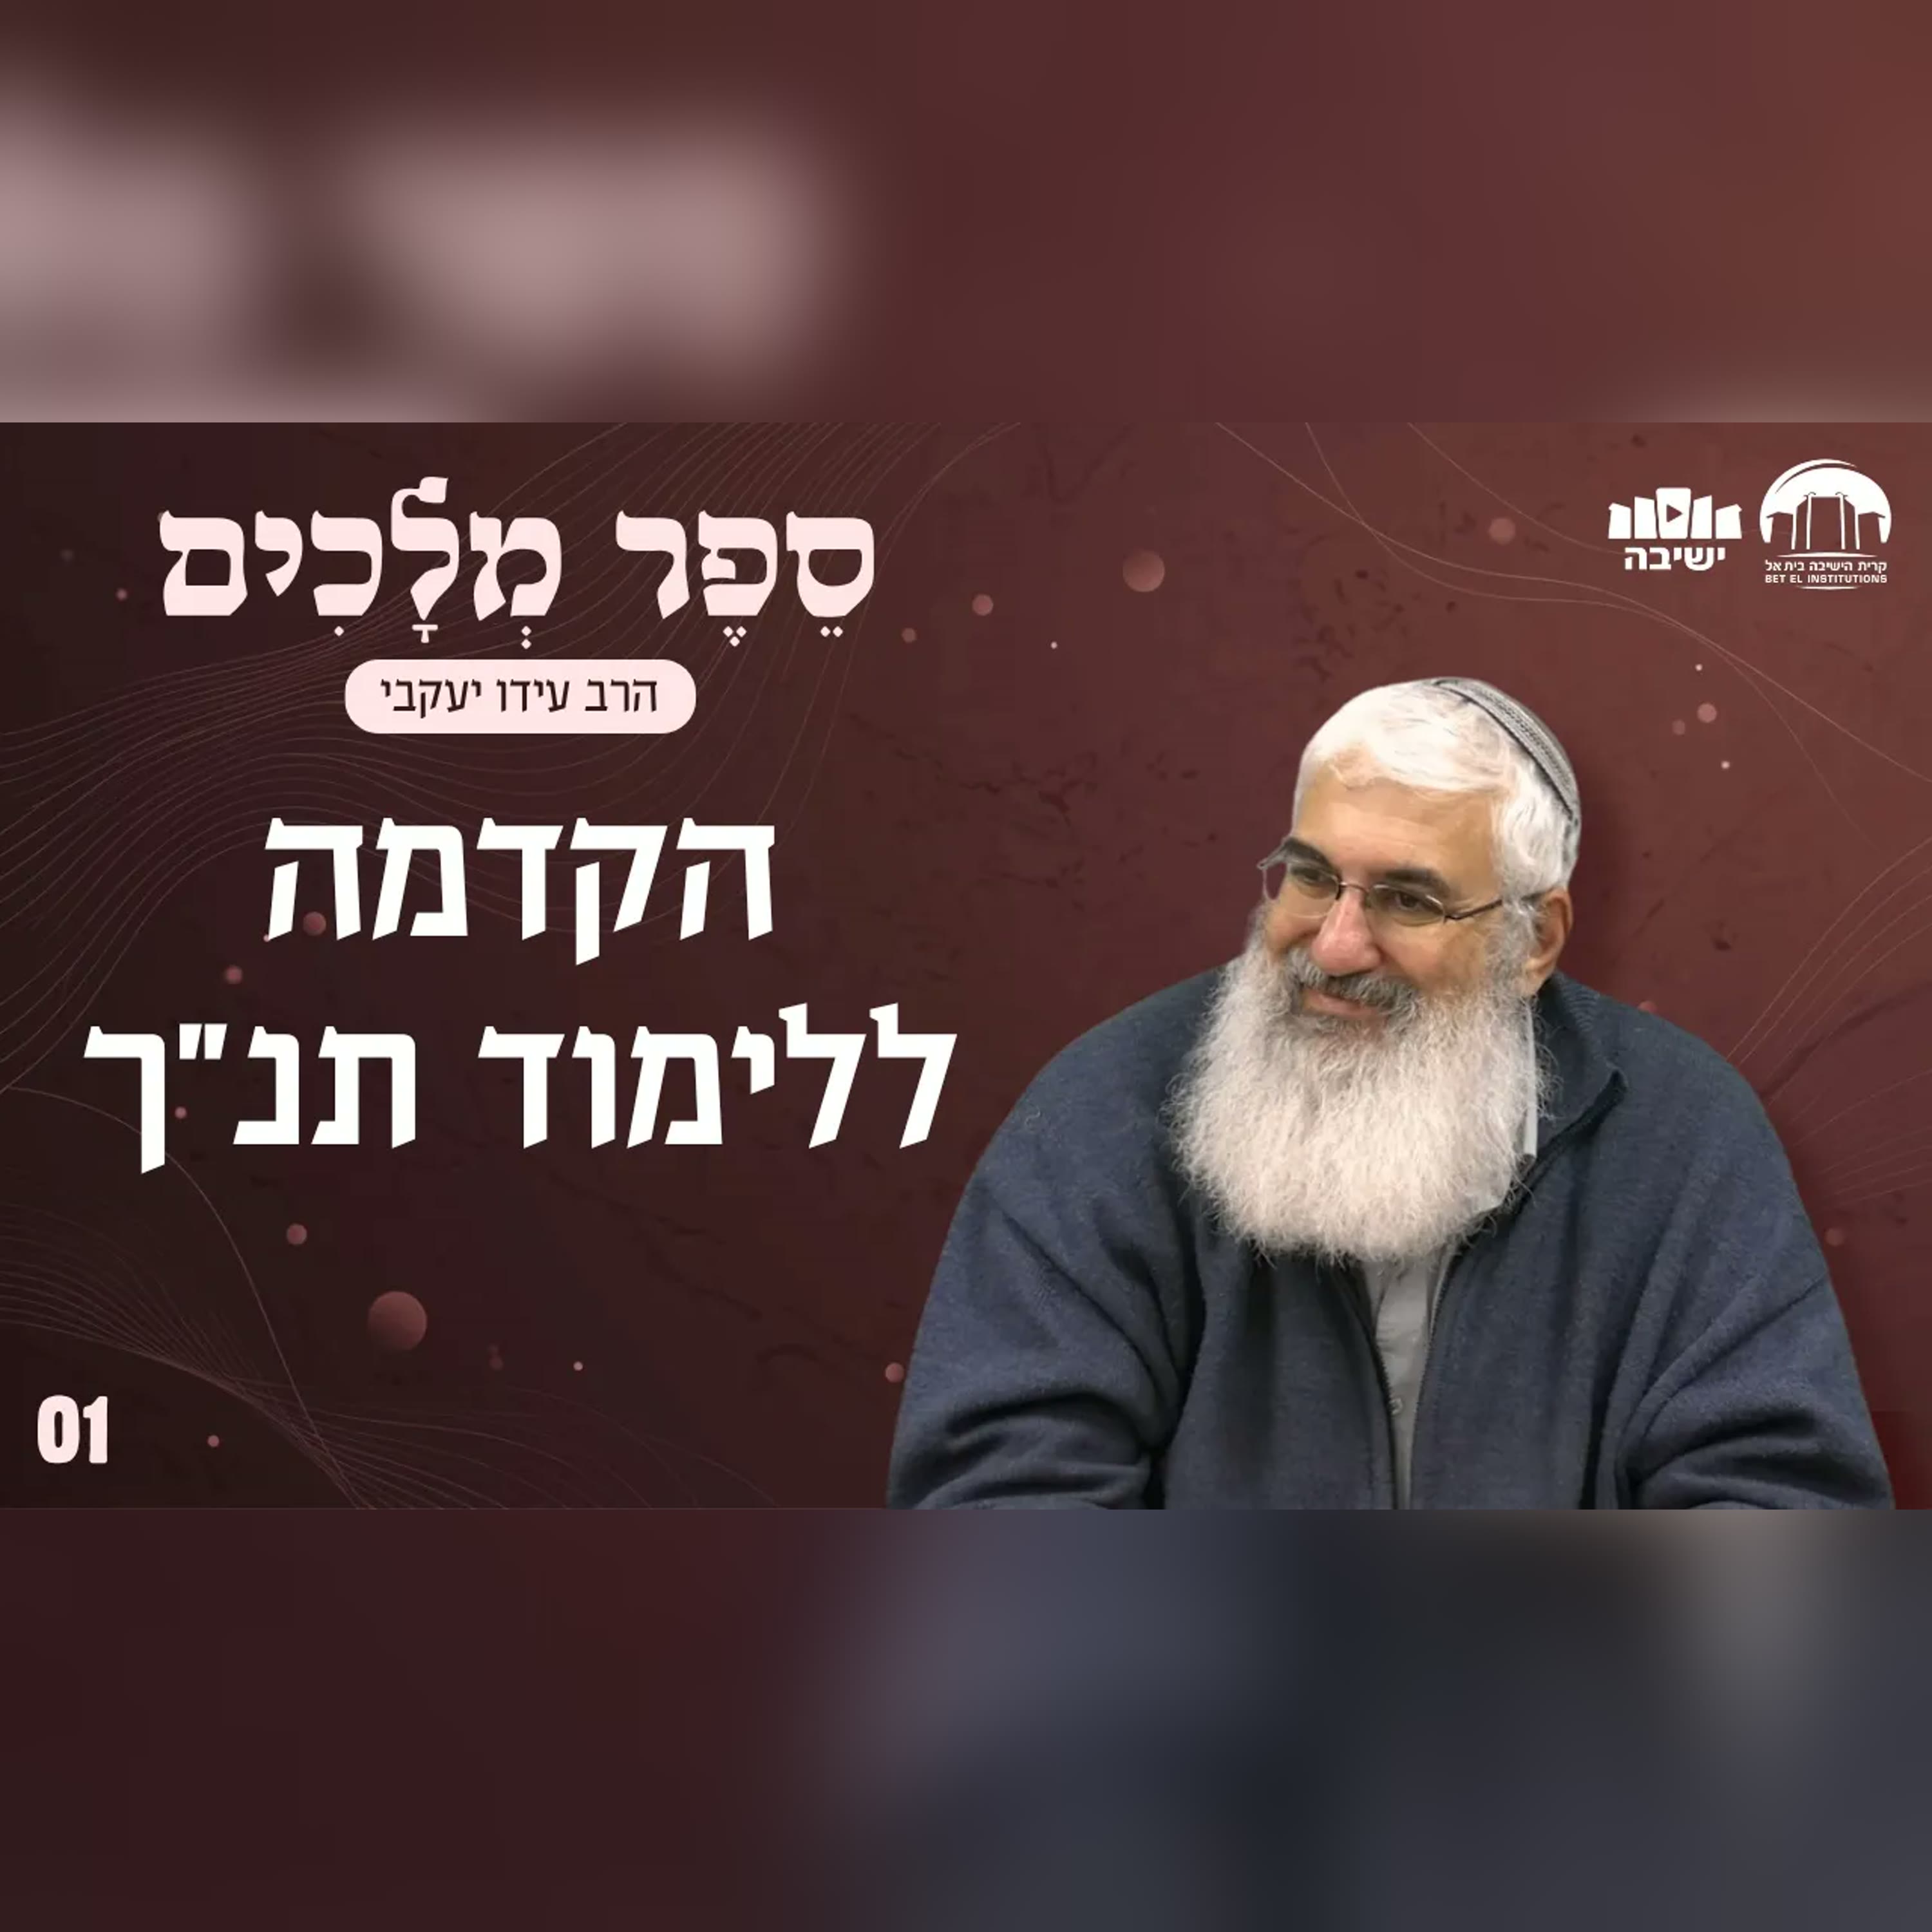 סֵפֶר מְלָכִים
הרב עידו יעקבי
הקדמה
ללימוד תנ"ך
01
ישיבה
קרית הישיבה בית אל
BET EL INSTITUTIONS